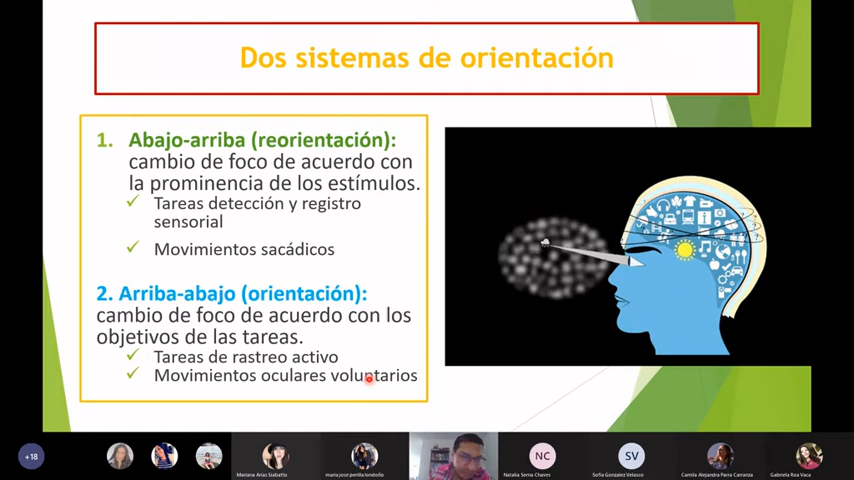 Dos sistemas de orientación
1. Abajo-arriba (reorientación):
cambio de foco de acuerdo con
la prominencia de los estímulos.
Tareas detección y registro
sensorial
Movimientos sacádicos
2. Arriba-abajo (orientación):
cambio de foco de acuerdo con los
objetivos de las tareas.
Tareas de rastreo activo
Movimientos oculares voluntarios
+18
NC
SV
Mariana Arias Siabatto
maria jose perilla londoño
Natalia Serna Chaves
Sofia Gonzalez Velasco
Camila Alejandra Parra Carranza
Gabriela Roa Vaca